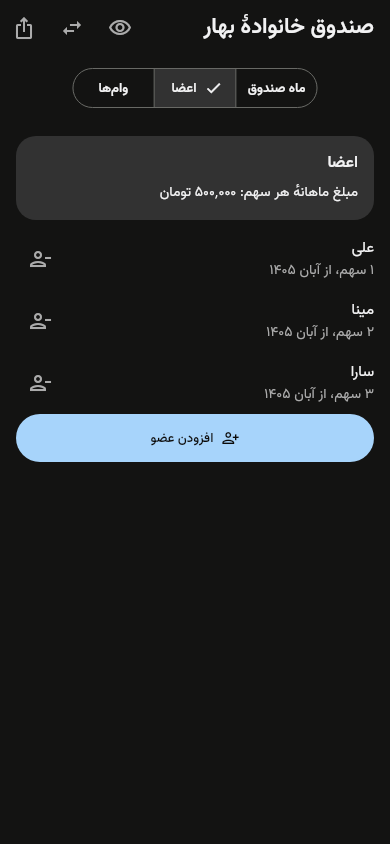 صندوق خانوادهٔ بهار
ماه صندوق
اعضا
وام‌ها
اعضا
مبلغ ماهانهٔ هر سهم: ۵۰۰,۰۰۰ تومان
علی
۱ سهم، از آبان ۱۴۰۵
مینا
۲ سهم، از آبان ۱۴۰۵
سارا
۳ سهم، از آبان ۱۴۰۵
افزودن عضو